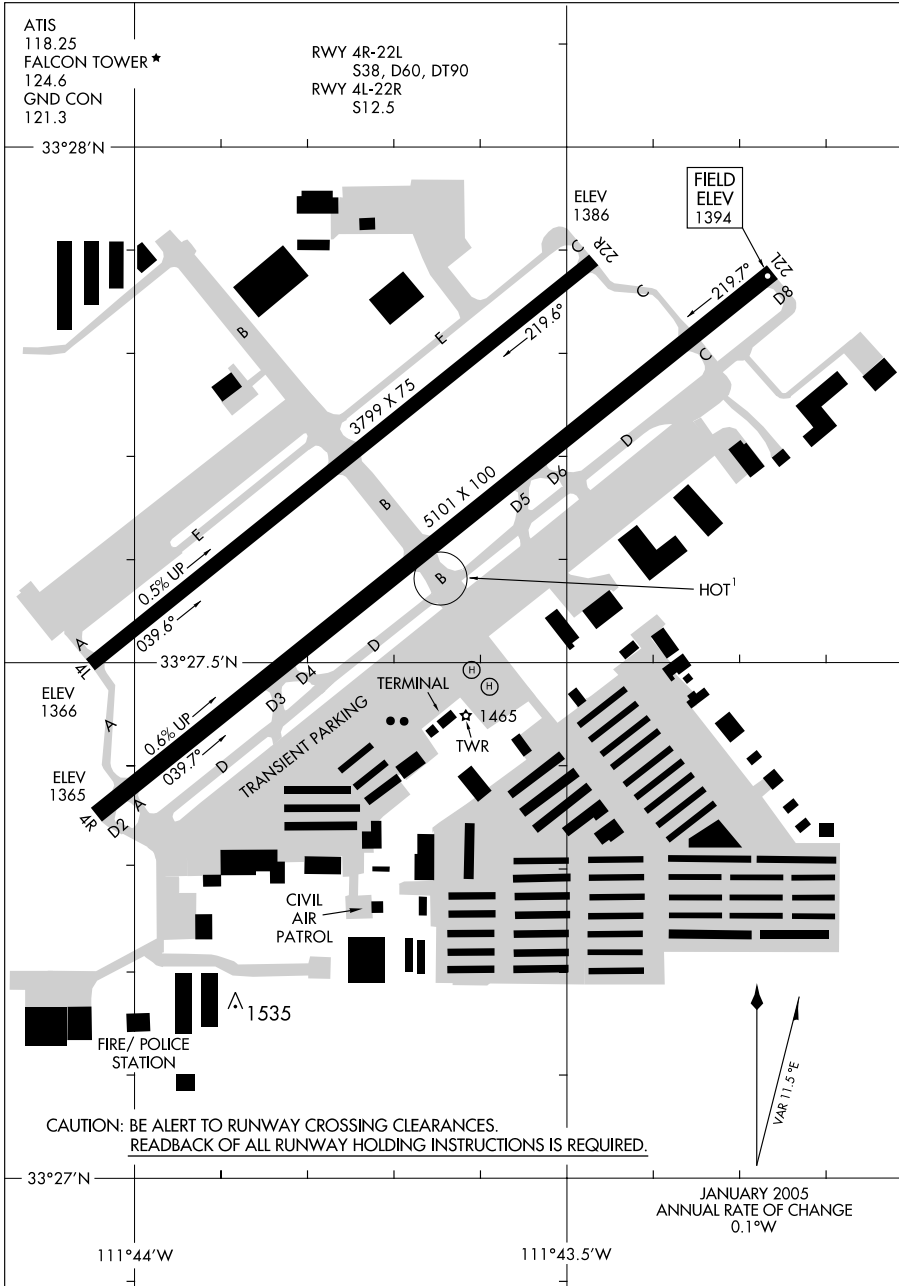 ATIS
118.25
FALCON TOWER ★
124.6
GND CON
121.3
RWY 4R-22L
S38, D60, DT90
RWY 4L-22R
S12.5
33°28'N
FIELD
ELEV
1394
ELEV
1386
C
22R
22L
D8
C
219.7°
219.6°
B
E
C
3799 X 75
D
5101 X 100
D6
D5
B
E
0.5% UP
B
HOT¹
039.6°
A
4L
33°27.5'N
D
H
H
D4
D3
TERMINAL
ELEV
1366
A
0.6% UP
1465
TWR
TRANSIENT PARKING
039.7°
D
ELEV
1365
A
4R
D2
CIVIL
AIR
PATROL
1535
FIRE/ POLICE
STATION
VAR 11.5 °E
CAUTION: BE ALERT TO RUNWAY CROSSING CLEARANCES.
READBACK OF ALL RUNWAY HOLDING INSTRUCTIONS IS REQUIRED.
33°27'N
JANUARY 2005
ANNUAL RATE OF CHANGE
0.1°W
111°44'W
111°43.5'W